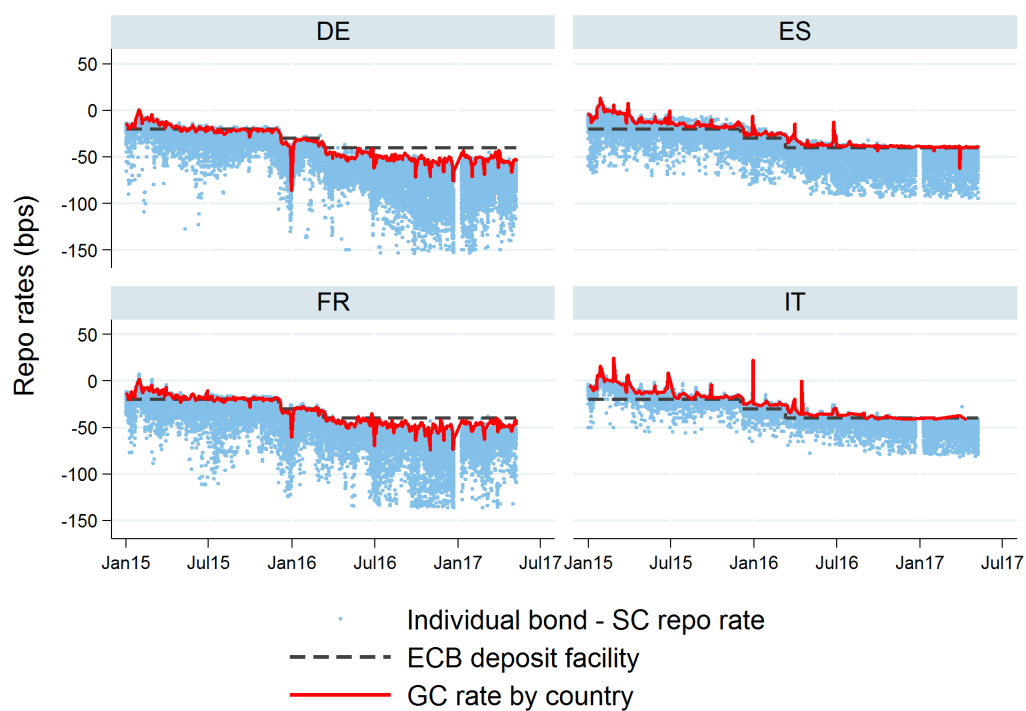 DE
ES
50
0
-50
-100
-150
FR
IT
50
0
-50
-100
-150
Repo rates (bps)
Jan15 Jul15 Jan16 Jul16 Jan17 Jul17
Jan15 Jul15 Jan16 Jul16 Jan17 Jul17
Individual bond - SC repo rate
ECB deposit facility
GC rate by country